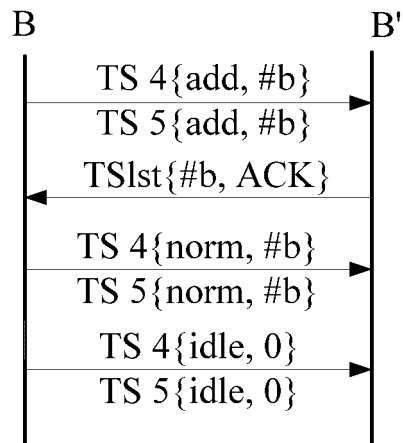 B B'
TS 4{add, #b}
TS 5{add, #b}
TSlst{#b, ACK}
TS 4{norm, #b}
TS 5{norm, #b}
TS 4{idle, 0}
TS 5{idle, 0}